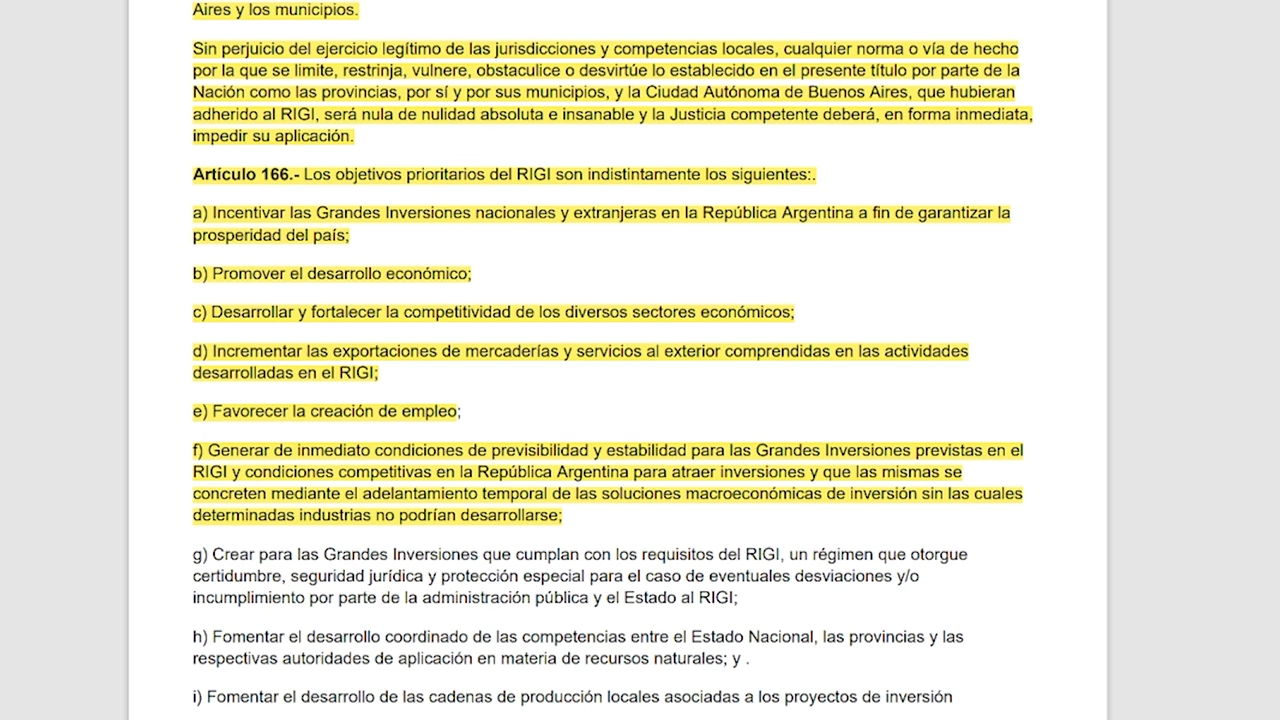 Aires y los municipios.
Sin perjuicio del ejercicio legítimo de las jurisdicciones y competencias locales, cualquier norma o vía de hecho
por la que se limite, restrinja, vulnere, obstaculice o desvirtúe lo establecido en el presente título por parte de la
Nación como las provincias, por sí y por sus municipios, y la Ciudad Autónoma de Buenos Aires, que hubieran
adherido al RIGI, será nula de nulidad absoluta e insanable y la Justicia competente deberá, en forma inmediata,
impedir su aplicación.
Artículo 166.- Los objetivos prioritarios del RIGI son indistintamente los siguientes:.
a) Incentivar las Grandes Inversiones nacionales y extranjeras en la República Argentina a fin de garantizar la
prosperidad del país;
b) Promover el desarrollo económico;
c) Desarrollar y fortalecer la competitividad de los diversos sectores económicos;
d) Incrementar las exportaciones de mercaderías y servicios al exterior comprendidas en las actividades
desarrolladas en el RIGI;
e) Favorecer la creación de empleo;
f) Generar de inmediato condiciones de previsibilidad y estabilidad para las Grandes Inversiones previstas en el
RIGI y condiciones competitivas en la República Argentina para atraer inversiones y que las mismas se
concreten mediante el adelantamiento temporal de las soluciones macroeconómicas de inversión sin las cuales
determinadas industrias no podrían desarrollarse;
g) Crear para las Grandes Inversiones que cumplan con los requisitos del RIGI, un régimen que otorgue
certidumbre, seguridad jurídica y protección especial para el caso de eventuales desviaciones y/o
incumplimiento por parte de la administración pública y el Estado al RIGI;
h) Fomentar el desarrollo coordinado de las competencias entre el Estado Nacional, las provincias y las
respectivas autoridades de aplicación en materia de recursos naturales; y .
i) Fomentar el desarrollo de las cadenas de producción locales asociadas a los proyectos de inversión